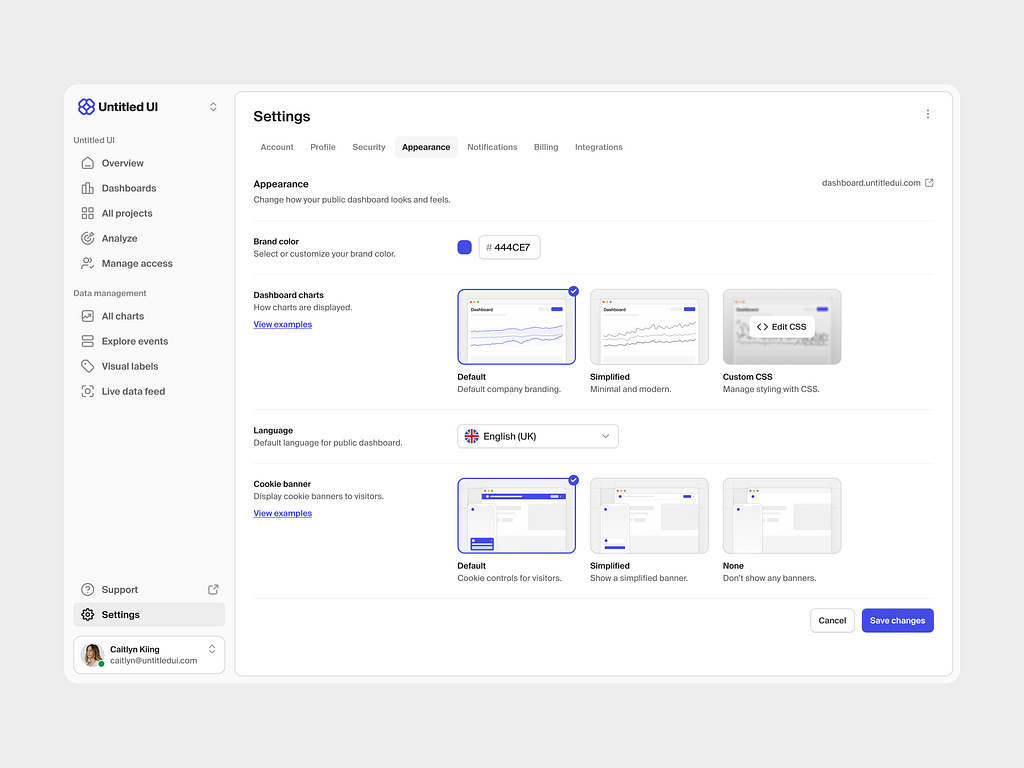 Untitled UI
Untitled UI
Overview
Dashboards
All projects
Analyze
Manage access
Data management
All charts
Explore events
Visual labels
Live data feed
Support
Settings
Caitlyn Kiing
caitlyn@untitledui.com
Settings
Account
Profile
Security
Appearance
Notifications
Billing
Integrations
Appearance
Change how your public dashboard looks and feels.
dashboard.untitledui.com
Brand color
Select or customize your brand color.
# 444CE7
Dashboard charts
How charts are displayed.
View examples
Dashboard
Default
Default company branding.
Dashboard
Simplified
Minimal and modern.
Dashboard
Edit CSS
Custom CSS
Manage styling with CSS.
Language
Default language for public dashboard.
English (UK)
Cookie banner
Display cookie banners to visitors.
View examples
Default
Cookie controls for visitors.
Simplified
Show a simplified banner.
None
Don't show any banners.
Cancel
Save changes